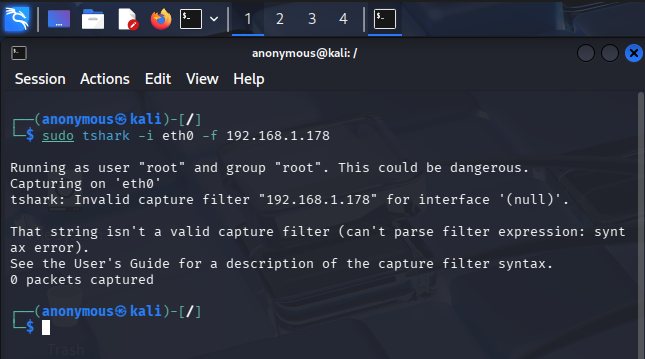 1 2 3 4
anonymous@kali: /
Session Actions Edit View Help
┌──(anonymous㉿kali)-[/]
└─$ sudo tshark -i eth0 -f 192.168.1.178
Running as user "root" and group "root". This could be dangerous.
Capturing on 'eth0'
tshark: Invalid capture filter "192.168.1.178" for interface '(null)'.
That string isn't a valid capture filter (can't parse filter expression: synt
ax error).
See the User's Guide for a description of the capture filter syntax.
0 packets captured
┌──(anonymous㉿kali)-[/]
└─$
Trash